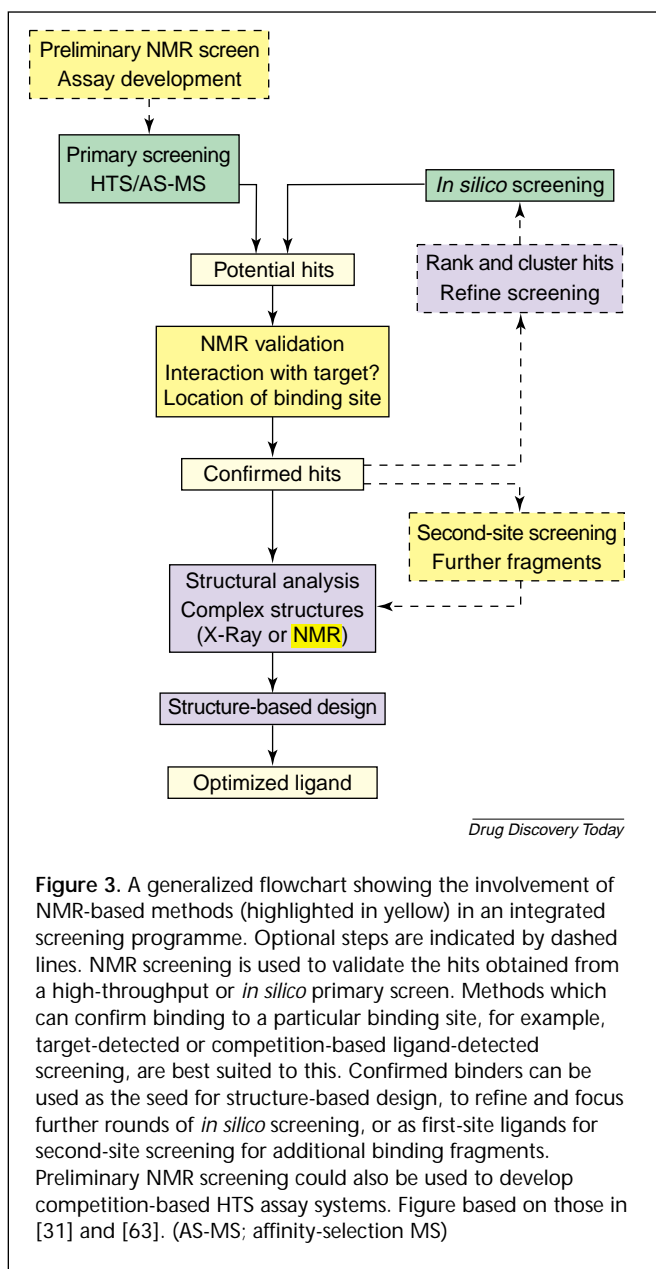 Preliminary NMR screen
Assay development
Primary screening
HTS/AS-MS
In silico screening
Potential hits
Rank and cluster hits
Refine screening
NMR validation
Interaction with target?
Location of binding site
Confirmed hits
Second-site screening
Further fragments
Structural analysis
Complex structures
(X-Ray or NMR)
Structure-based design
Optimized ligand
Drug Discovery Today
Figure 3. A generalized flowchart showing the involvement of
NMR-based methods (highlighted in yellow) in an integrated
screening programme. Optional steps are indicated by dashed
lines. NMR screening is used to validate the hits obtained from
a high-throughput or in silico primary screen. Methods which
can confirm binding to a particular binding site, for example,
target-detected or competition-based ligand-detected
screening, are best suited to this. Confirmed binders can be
used as the seed for structure-based design, to refine and focus
further rounds of in silico screening, or as first-site ligands for
second-site screening for additional binding fragments.
Preliminary NMR screening could also be used to develop
competition-based HTS assay systems. Figure based on those in
[31] and [63]. (AS-MS; affinity-selection MS)